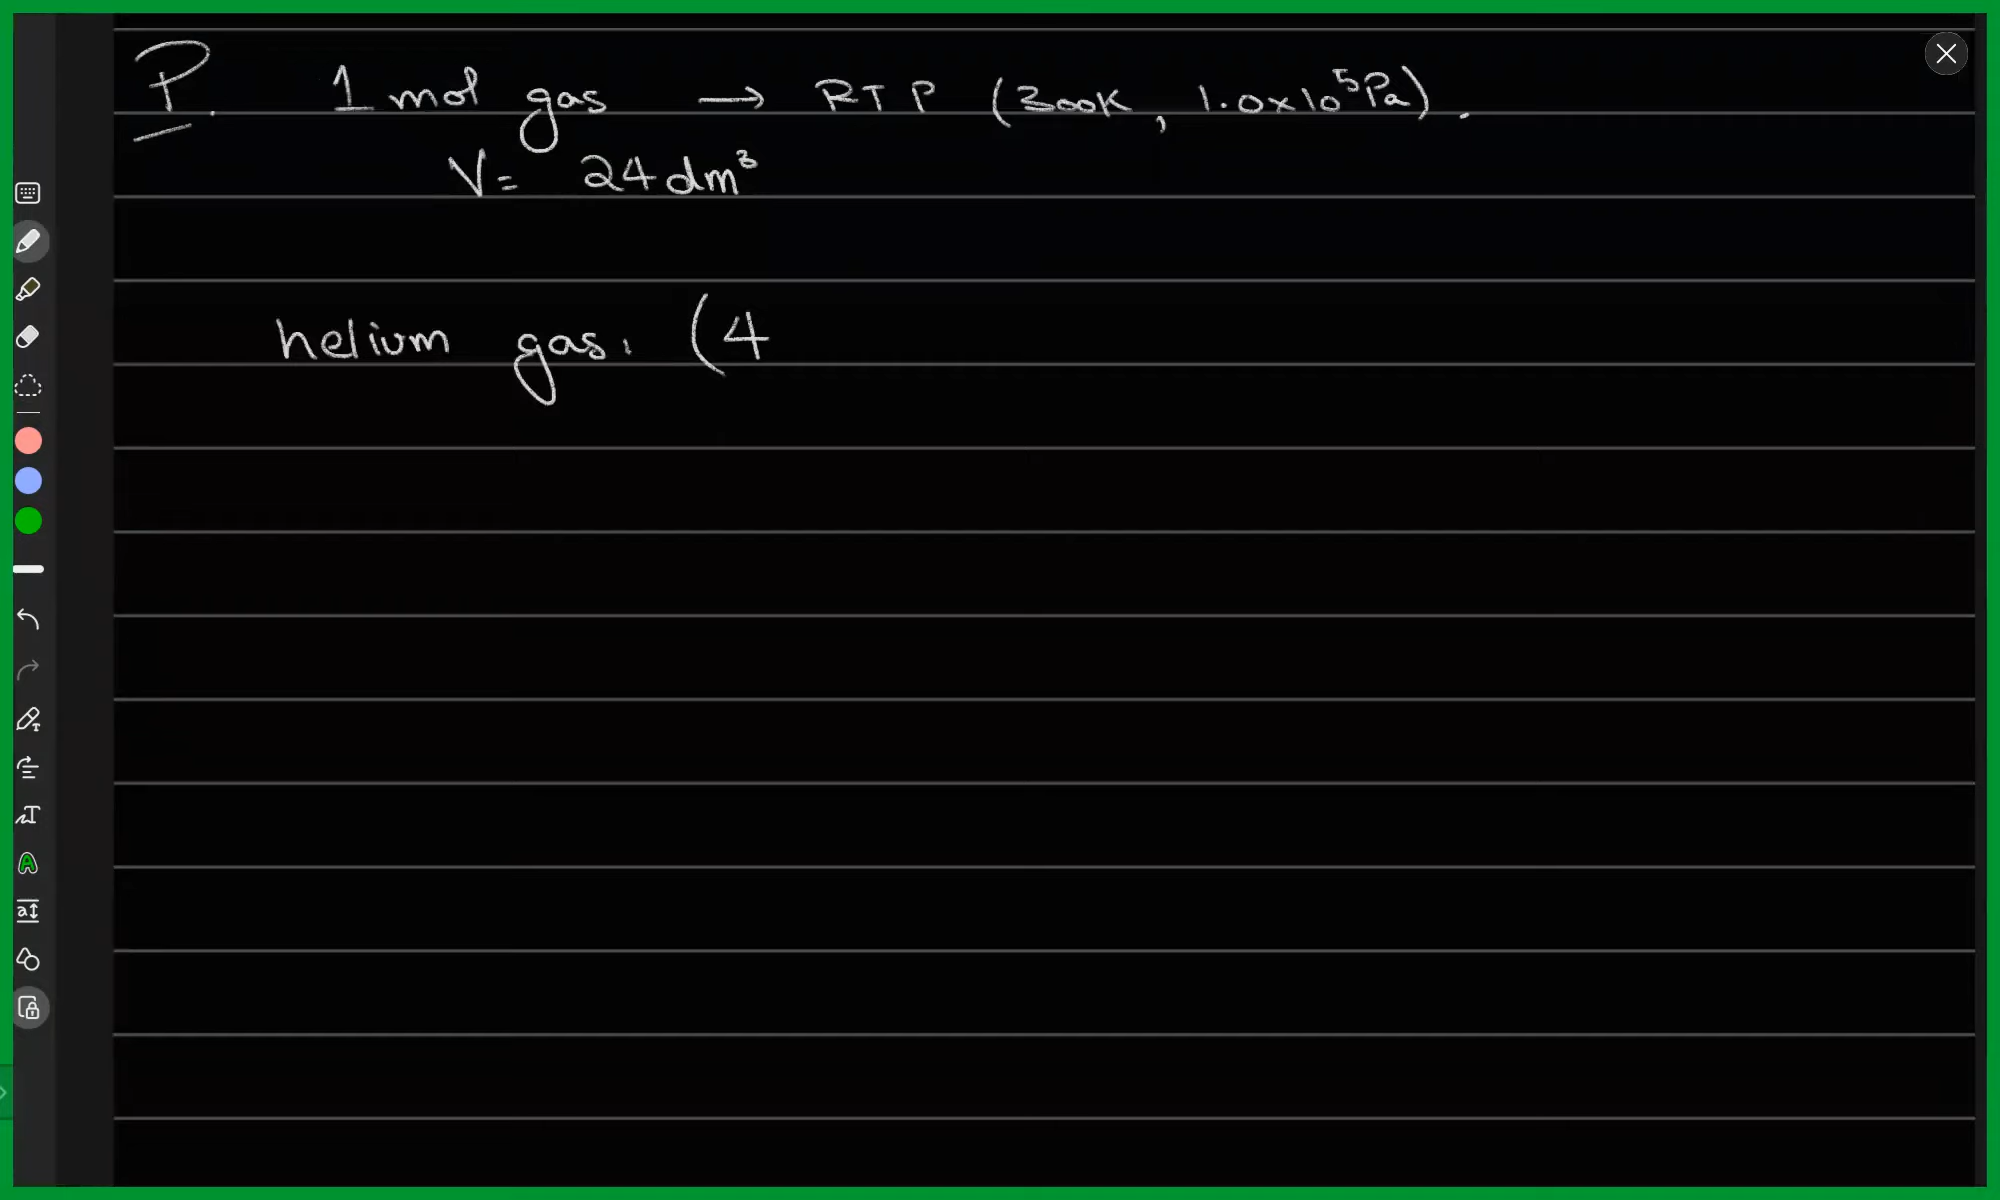 P. 1 mol gas → RTP (300K, 1.0×10⁵Pa).
V= 24 dm³
helium gas. (4